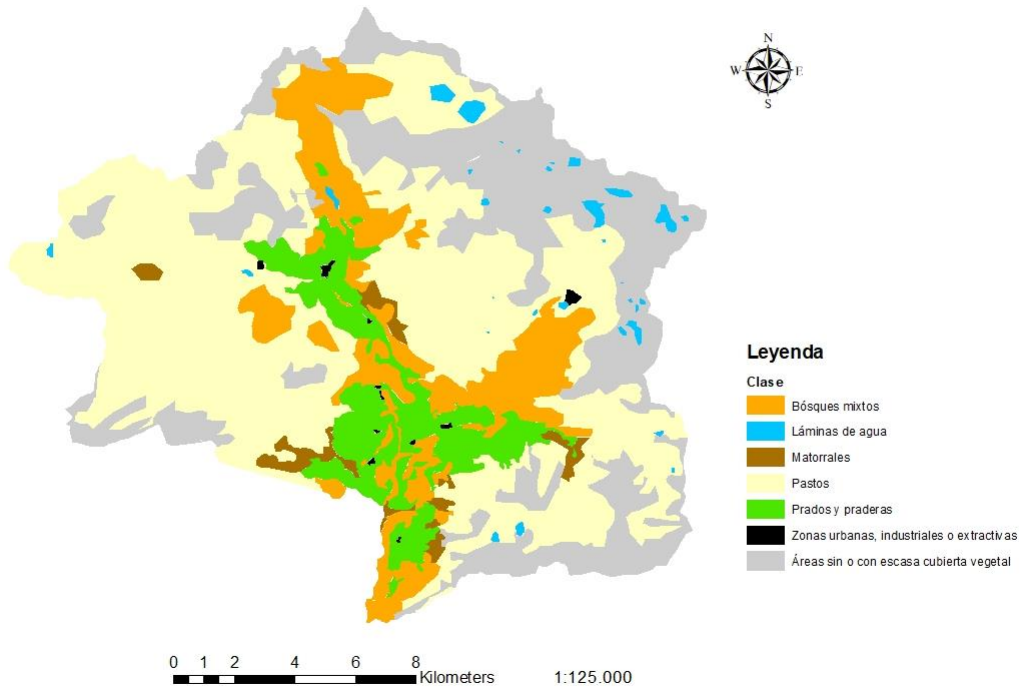 N
W E
S
Leyenda
Clase
Bósques mixtos
Láminas de agua
Matorrales
Pastos
Prados y praderas
Zonas urbanas, industriales o extractivas
Áreas sin o con escasa cubierta vegetal
0 1 2 4 6 8
Kilometers 1:125.000